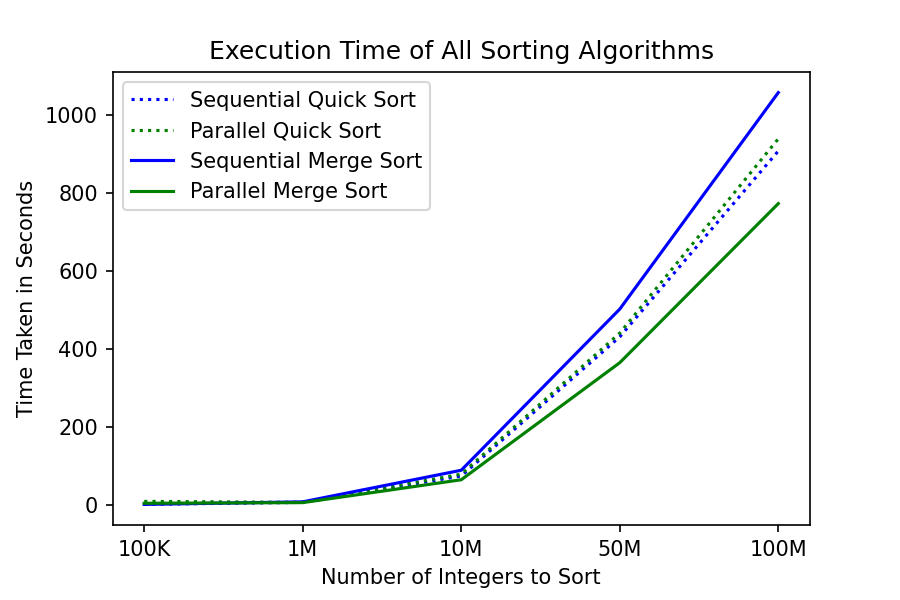 Execution Time of All Sorting Algorithms
Sequential Quick Sort
Parallel Quick Sort
Sequential Merge Sort
Parallel Merge Sort
Time Taken in Seconds
1000
800
600
400
200
0
100K 1M 10M 50M 100M
Number of Integers to Sort